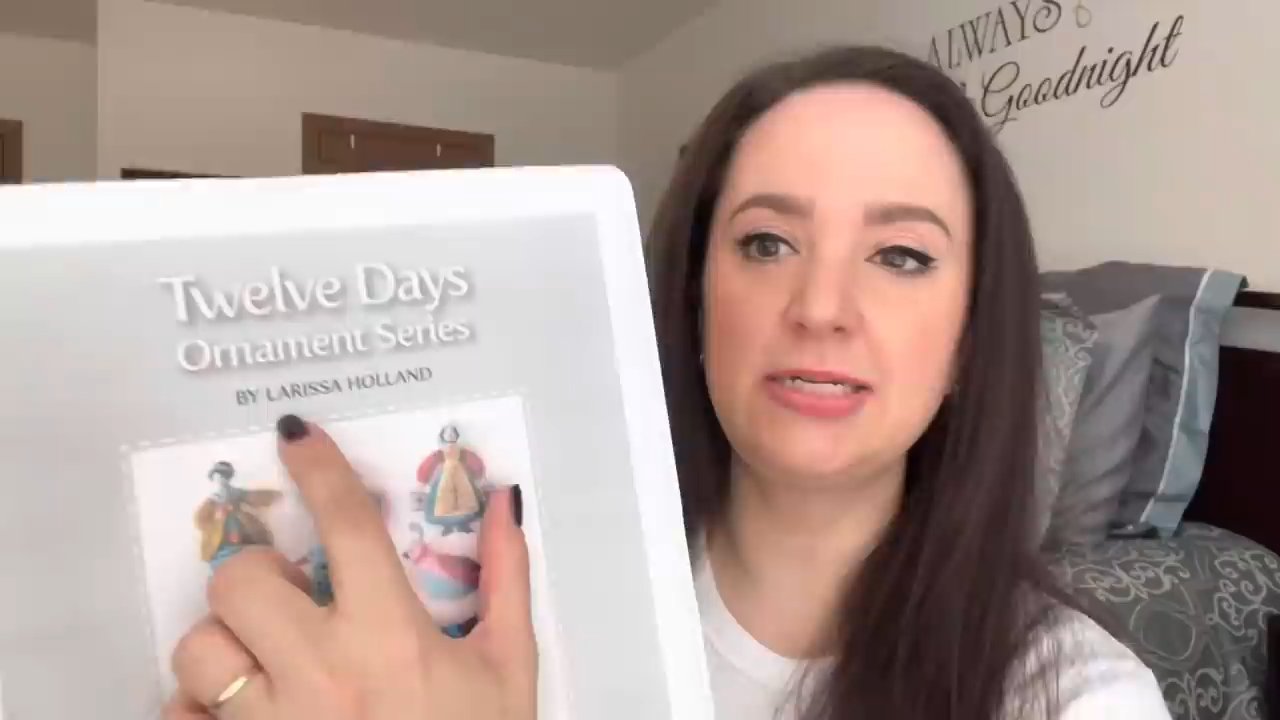 Twelve Days
Ornament Series
BY LARISSA HOLLAND
ALWAYS
Goodnight